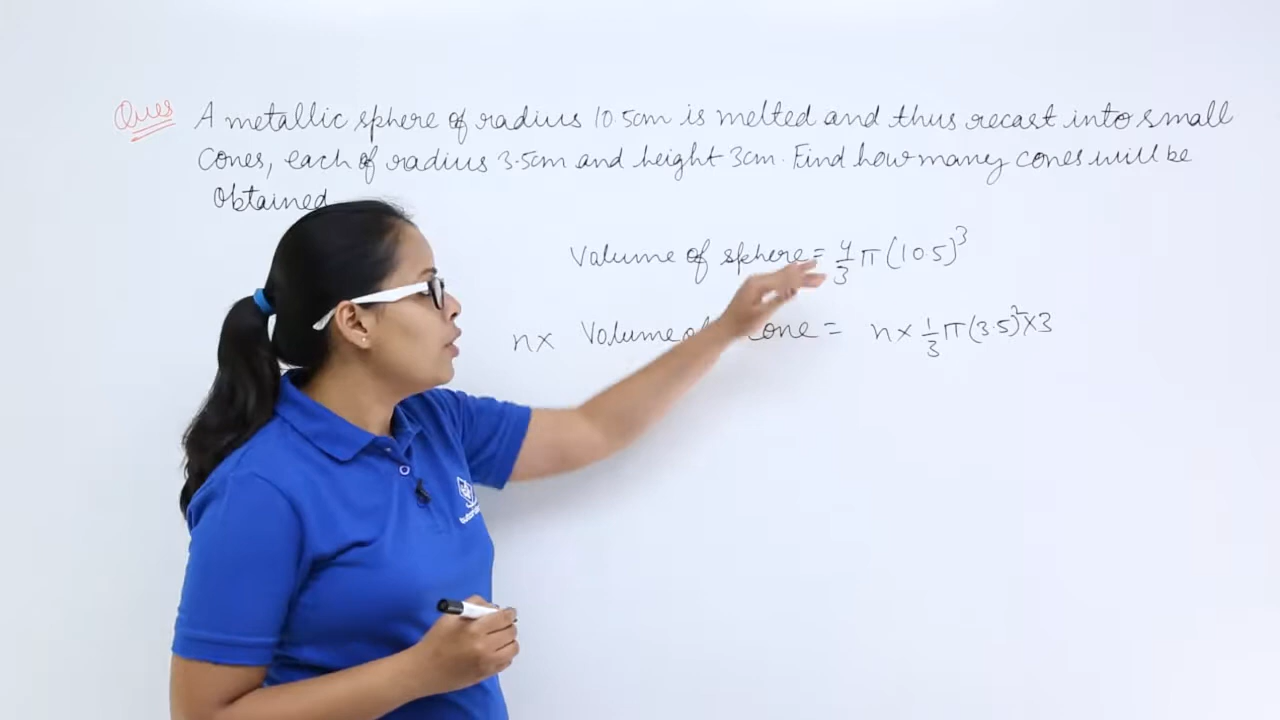 Ques A metallic sphere of radius 10.5cm is melted and thus recast into small
cones, each of radius 3.5cm and height 3cm. Find how many cones will be
Obtained
Volume of sphere = 4/3 π (10.5)³
n× Volume of cone = n × 1/3 π (3.5)² × 3